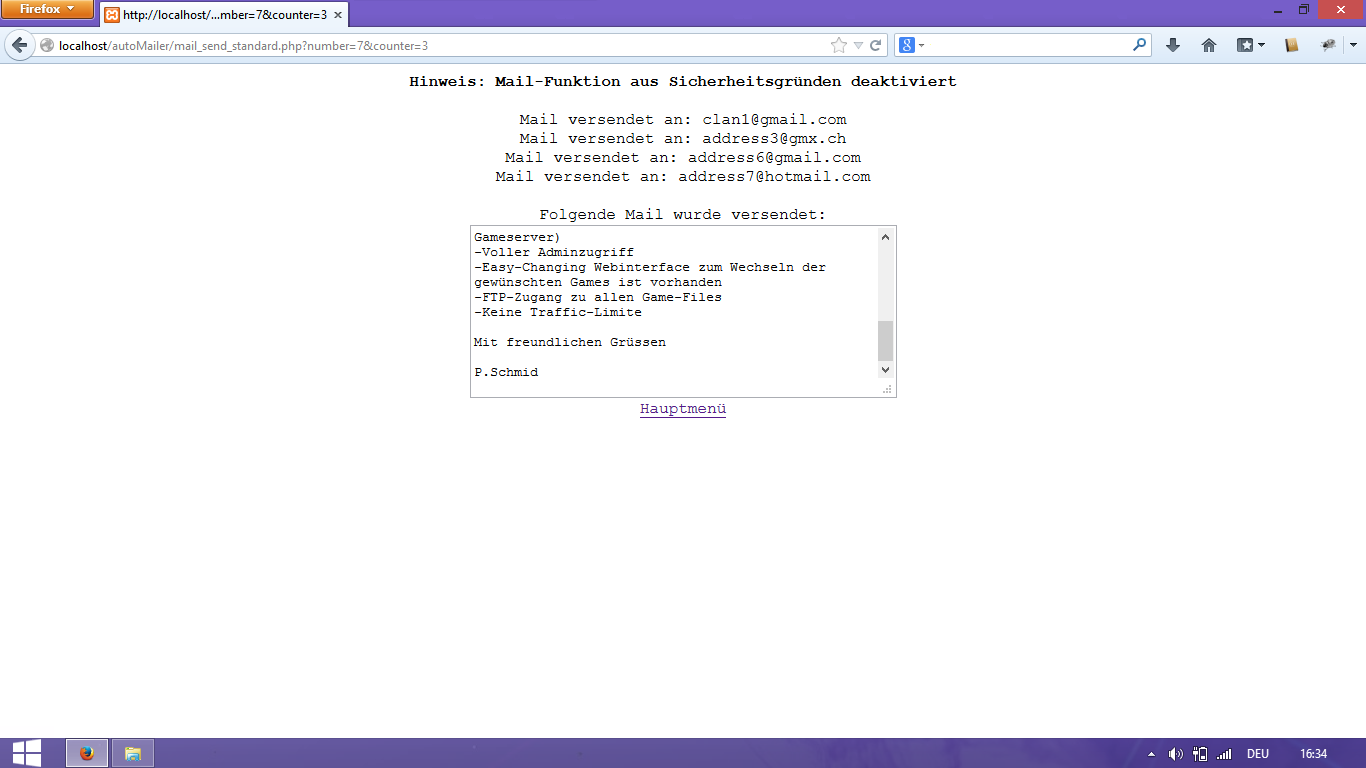 Firefox
http://localhost/...mber=7&counter=3
localhost/autoMailer/mail_send_standard.php?number=7&counter=3
8
Hinweis: Mail-Funktion aus Sicherheitsgründen deaktiviert
Mail versendet an: clan1@gmail.com
Mail versendet an: address3@gmx.ch
Mail versendet an: address6@gmail.com
Mail versendet an: address7@hotmail.com
Folgende Mail wurde versendet:
Gameserver)
-Voller Adminzugriff
-Easy-Changing Webinterface zum Wechseln der
gewünschten Games ist vorhanden
-FTP-Zugang zu allen Game-Files
-Keine Traffic-Limite
Mit freundlichen Grüssen
P.Schmid
Hauptmenü
DEU
16:34